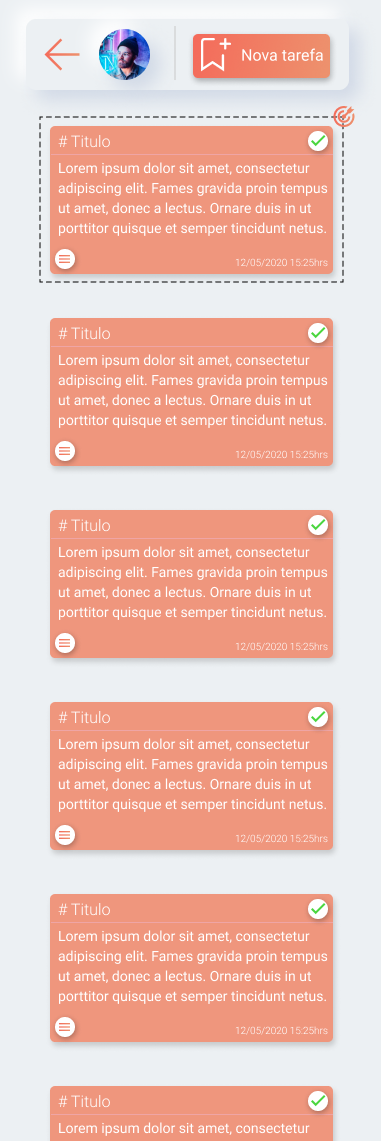 Nova tarefa
# Titulo
Lorem ipsum dolor sit amet, consectetur
adipiscing elit. Fames gravida proin tempus
ut amet, donec a lectus. Ornare duis in ut
porttitor quisque et semper tincidunt netus.
12/05/2020 15:25hrs
# Titulo
Lorem ipsum dolor sit amet, consectetur
adipiscing elit. Fames gravida proin tempus
ut amet, donec a lectus. Ornare duis in ut
porttitor quisque et semper tincidunt netus.
12/05/2020 15:25hrs
# Titulo
Lorem ipsum dolor sit amet, consectetur
adipiscing elit. Fames gravida proin tempus
ut amet, donec a lectus. Ornare duis in ut
porttitor quisque et semper tincidunt netus.
12/05/2020 15:25hrs
# Titulo
Lorem ipsum dolor sit amet, consectetur
adipiscing elit. Fames gravida proin tempus
ut amet, donec a lectus. Ornare duis in ut
porttitor quisque et semper tincidunt netus.
12/05/2020 15:25hrs
# Titulo
Lorem ipsum dolor sit amet, consectetur
adipiscing elit. Fames gravida proin tempus
ut amet, donec a lectus. Ornare duis in ut
porttitor quisque et semper tincidunt netus.
12/05/2020 15:25hrs
# Titulo
Lorem ipsum dolor sit amet, consectetur